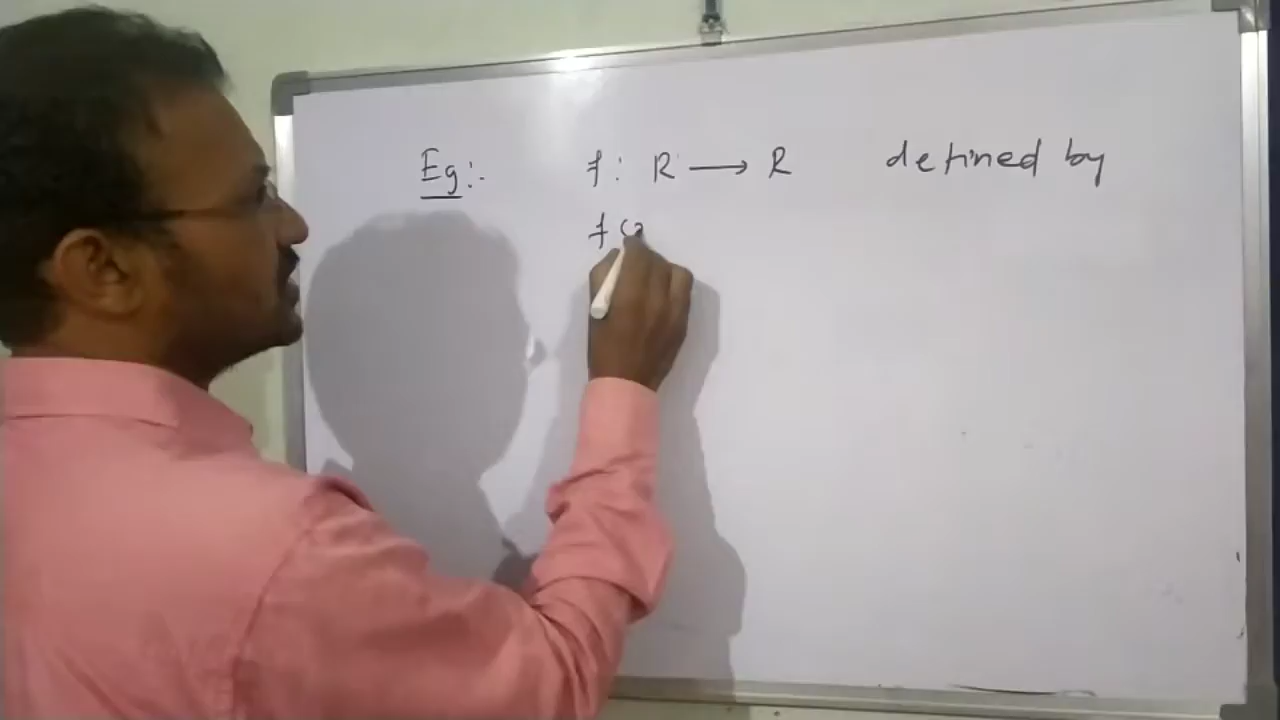 Eg:- f: R → R defined by
f(